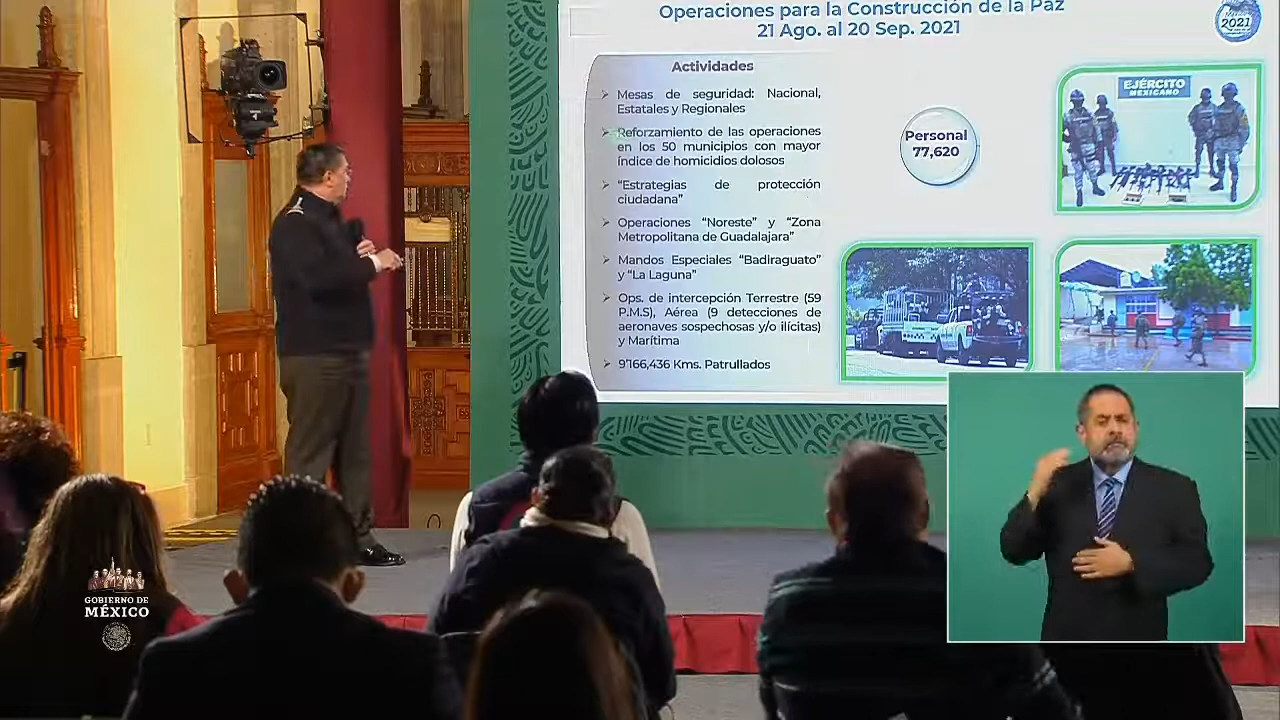 Operaciones para la Construcción de la Paz
21 Ago. al 20 Sep. 2021
2021
Actividades
Mesas de seguridad: Nacional,
Estatales y Regionales
Reforzamiento de las operaciones
en los 50 municipios con mayor
índice de homicidios dolosos
"Estrategias de protección
ciudadana"
Operaciones "Noreste" y "Zona
Metropolitana de Guadalajara"
Mandos Especiales "Badiraguato"
y "La Laguna"
Ops. de intercepción Terrestre (59
P.M.S), Aérea (9 detecciones de
aeronaves sospechosas y/o ilícitas)
y Marítima
9'166,436 Kms. Patrullados
Personal
77,620
EJÉRCITO
MEXICANO
GOBIERNO DE
MÉXICO